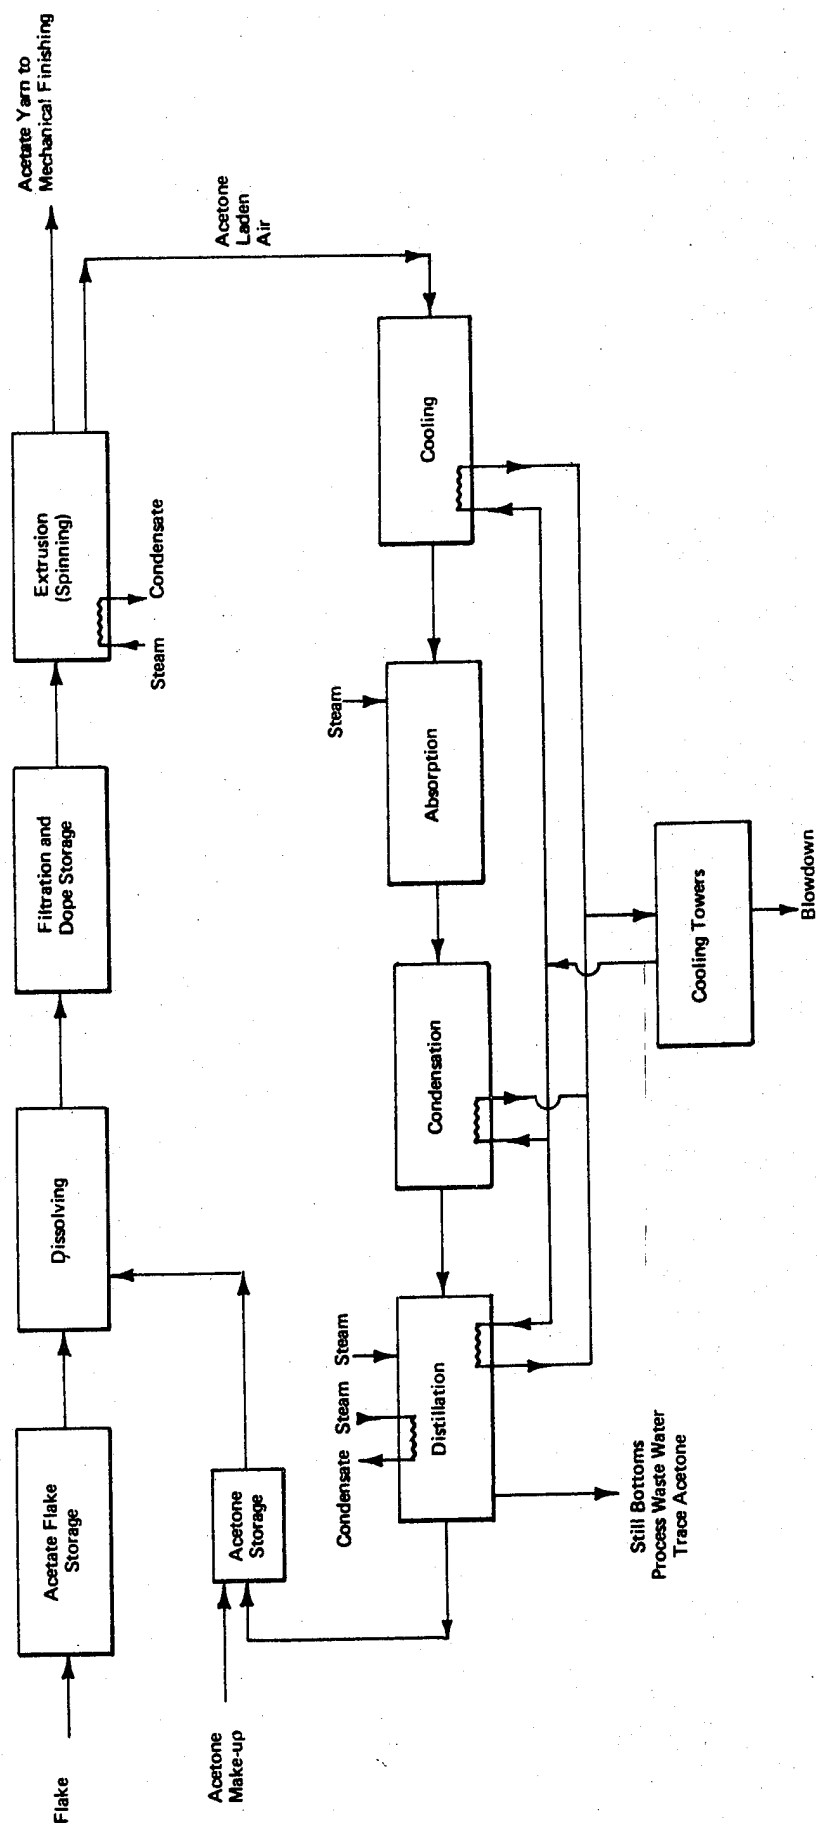 Flake
Acetate Flake
Storage
Dissolving
Filtration and
Dope Storage
Extrusion
(Spinning)
Steam
Condensate
Acetate Yarn to
Mechanical Finishing
Acetone
Laden
Air
Acetone
Make-up
Acetone
Storage
Condensate
Steam
Steam
Distillation
Condensation
Steam
Absorption
Cooling
Still Bottoms
Process Waste Water
Trace Acetone
Cooling Towers
Blowdown